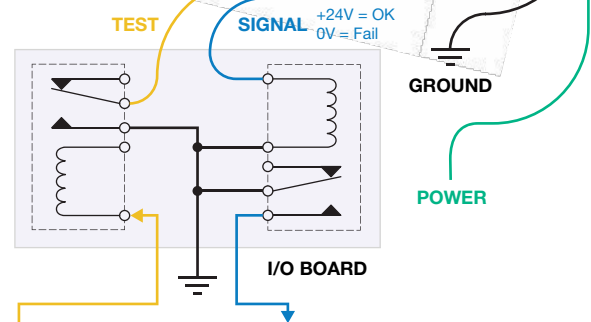 TEST
SIGNAL
+24V = OK
0V = Fail
GROUND
POWER
I/O BOARD